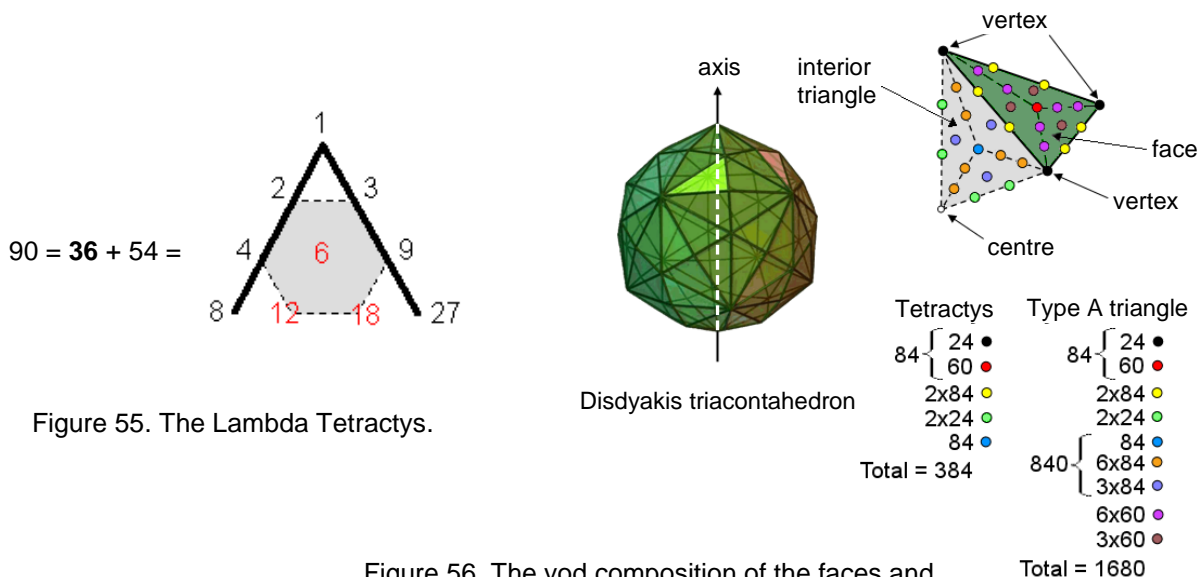 90 = 36 + 54 =
1
2 3
4 6 9
8 12 18 27
Figure 55. The Lambda Tetractys.
axis
Disdyakis triacontahedron
vertex
interior
triangle
face
vertex
centre
Tetractys
84 { 24
60
2x84
2x24
84
Total = 384
Type A triangle
84 { 24
60
2x84
2x24
840 { 84
6x84
3x84
6x60
3x60
Total = 1680
Figure 56. The yod composition of the faces and